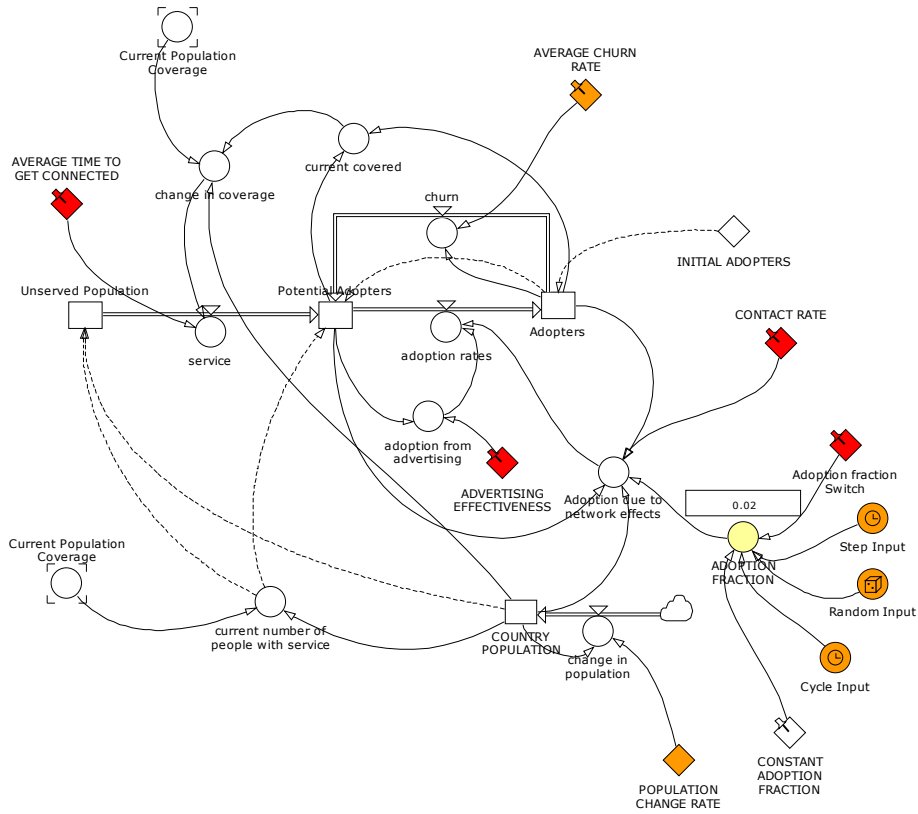 Current Population
Coverage
AVERAGE CHURN
RATE
current covered
AVERAGE TIME TO
GET CONNECTED
change in coverage
churn
INITIAL ADOPTERS
Unserved Population
Potential Adopters
CONTACT RATE
Adopters
service
adoption rates
adoption from
advertising
Adoption fraction
Switch
ADVERTISING
EFFECTIVENESS
Adoption due to
network effects
0.02
Step Input
Current Population
Coverage
ADOPTION
FRACTION
Random Input
current number of
people with service
COUNTRY
POPULATION
change in
population
Cycle Input
CONSTANT
ADOPTION
FRACTION
POPULATION
CHANGE RATE